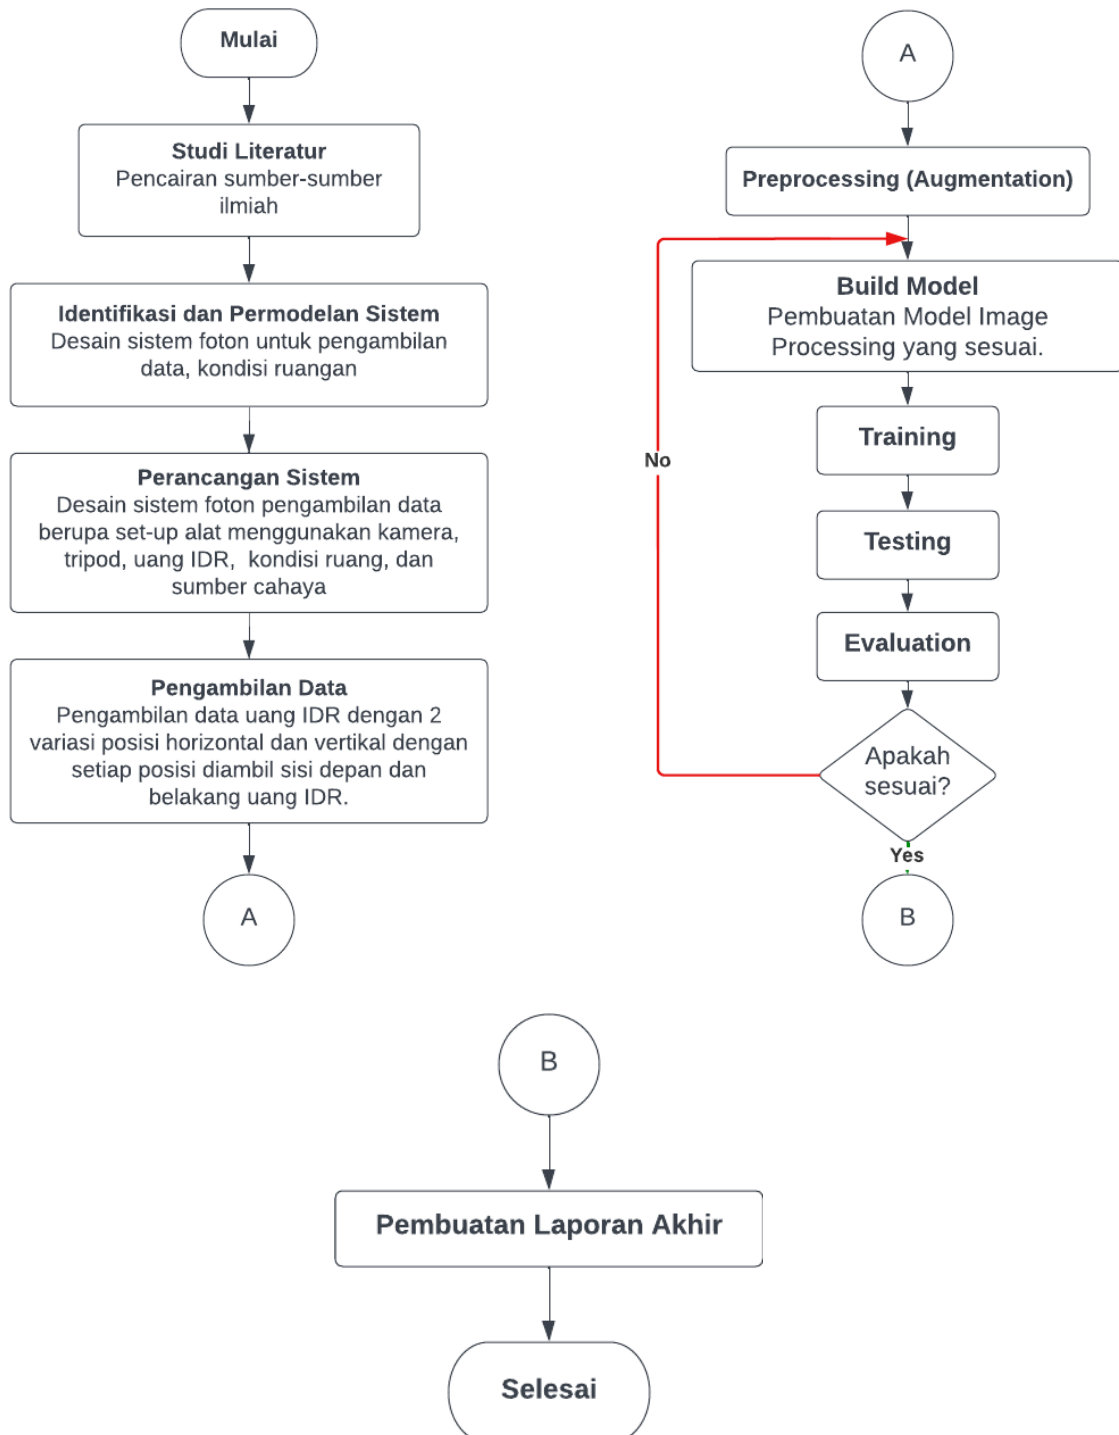 Mulai
Studi Literatur
Pencairan sumber-sumber
ilmiah
Identifikasi dan Permodelan Sistem
Desain sistem foton untuk pengambilan
data, kondisi ruangan
Perancangan Sistem
Desain sistem foton pengambilan data
berupa set-up alat menggunakan kamera,
tripod, uang IDR, kondisi ruang, dan
sumber cahaya
Pengambilan Data
Pengambilan data uang IDR dengan 2
variasi posisi horizontal dan vertikal dengan
setiap posisi diambil sisi depan dan
belakang uang IDR.
A
A
Preprocessing (Augmentation)
Build Model
Pembuatan Model Image
Processing yang sesuai.
Training
No
Testing
Evaluation
Apakah
sesuai?
Yes
B
B
Pembuatan Laporan Akhir
Selesai